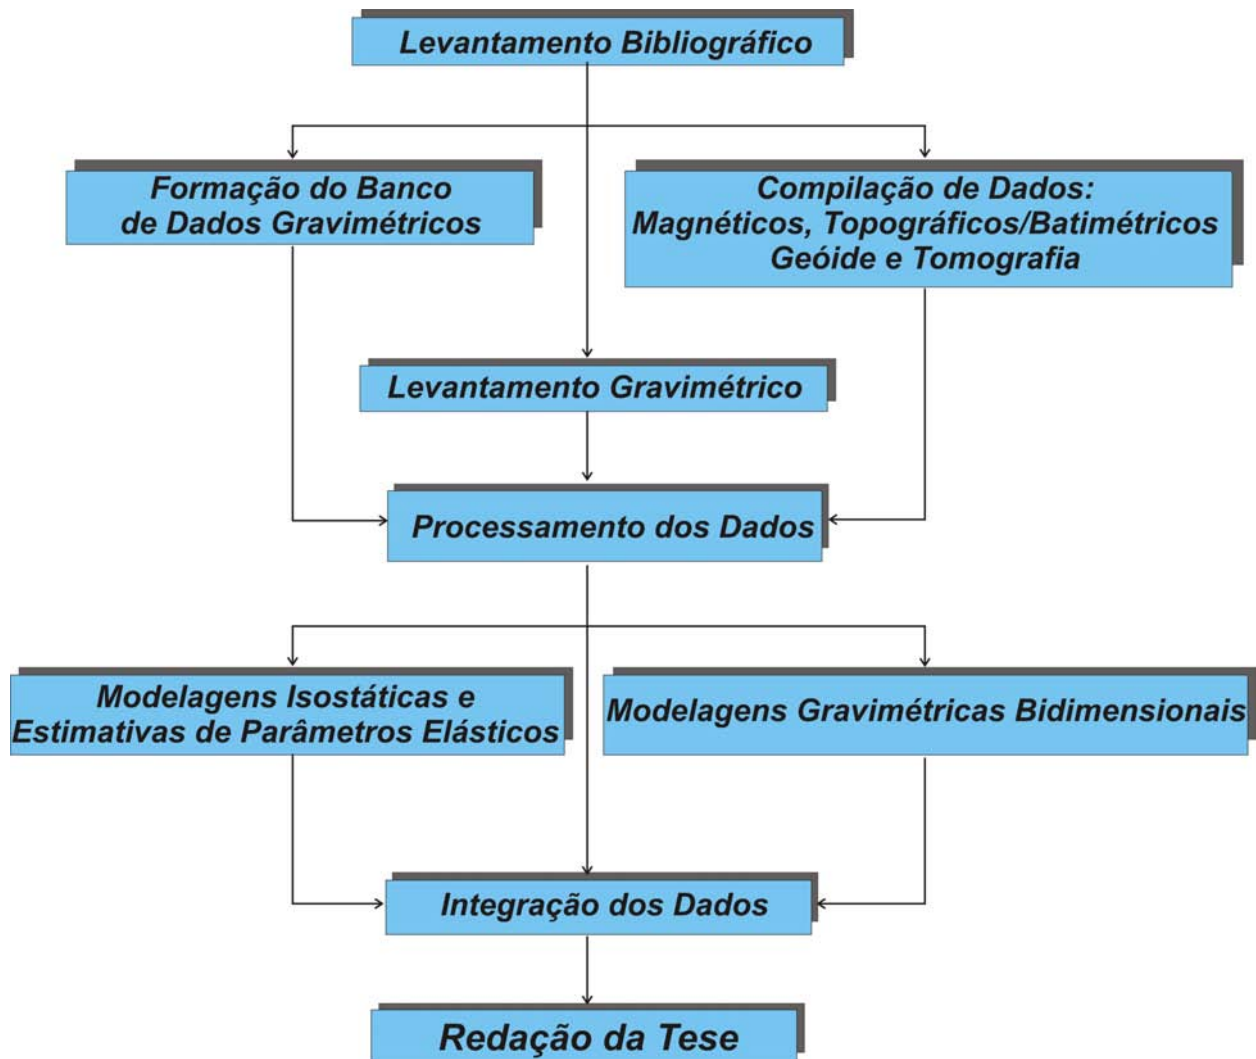 Levantamento Bibliográfico
Formação do Banco
de Dados Gravimétricos
Compilação de Dados:
Magnéticos, Topográficos/Batimétricos
Geóide e Tomografia
Levantamento Gravimétrico
Processamento dos Dados
Modelagens Isostáticas e
Estimativas de Parâmetros Elásticos
Modelagens Gravimétricas Bidimensionais
Integração dos Dados
Redação da Tese